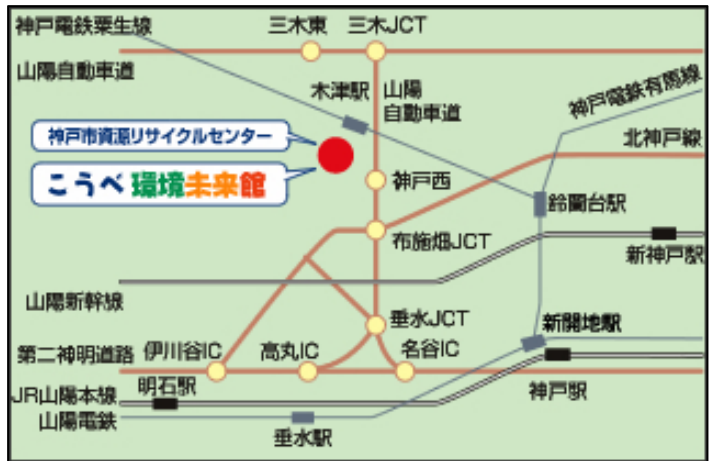 神戸電鉄粟生線
三木東
三木JCT
山陽自動車道
木津駅
山陽
自動車道
神戸電鉄有馬線
神戸市資源リサイクルセンター
北神戸線
こうべ環境未来館
神戸西
鈴蘭台駅
布施畑JCT
新神戸駅
山陽新幹線
垂水JCT
新開地駅
第二神明道路
伊川谷IC
高丸IC
名谷IC
JR山陽本線
明石駅
神戸駅
山陽電鉄
垂水駅